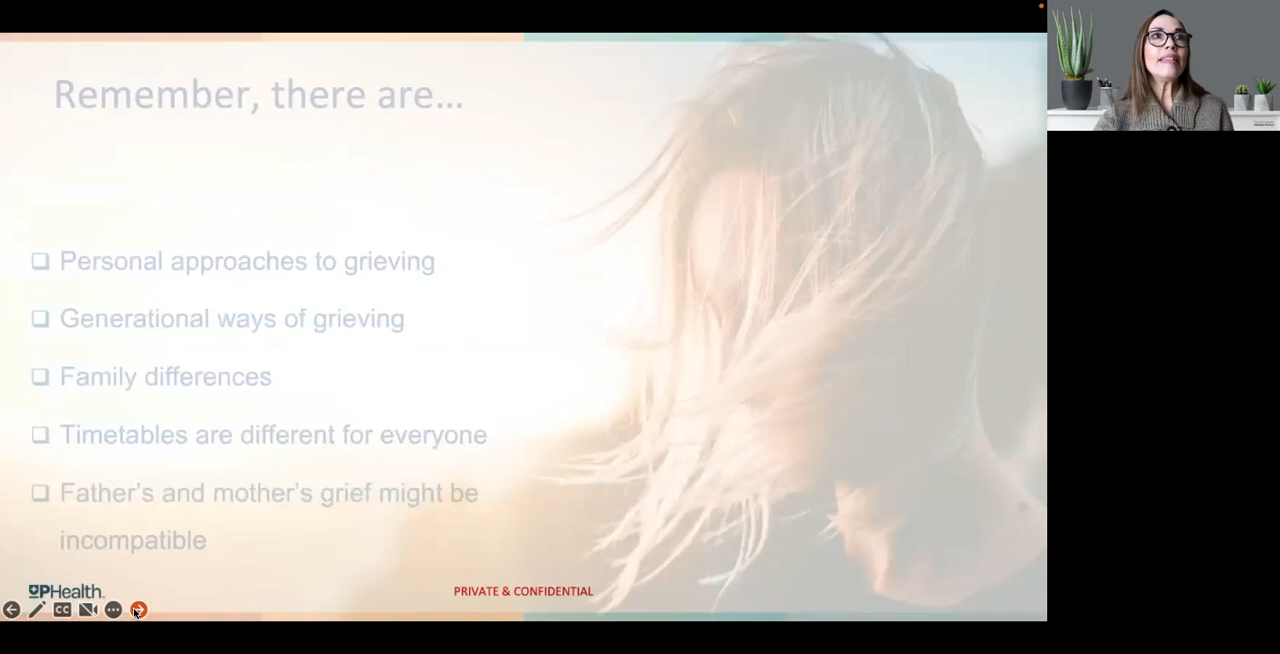 Remember, there are...
❑ Personal approaches to grieving
❑ Generational ways of grieving
❑ Family differences
❑ Timetables are different for everyone
❑ Father's and mother's grief might be
incompatible
UPHealth
PRIVATE & CONFIDENTIAL
CC